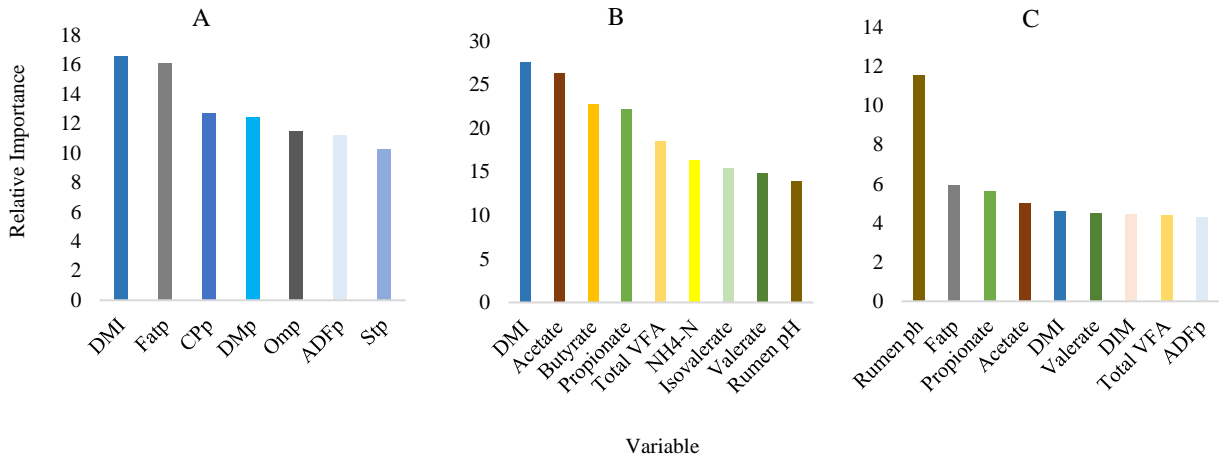 A
Relative Importance
18
16
14
12
10
8
6
4
2
0
DMI
Fatp
CPp
DMp
Omp
ADFp
Stp
B
30
25
20
15
10
5
0
DMI
Acetate
Butyrate
Propionate
Total VFA
NH4-N
Isovalerate
Valerate
Rumen pH
C
14
12
10
8
6
4
2
0
Rumen ph
Fatp
Propionate
Acetate
DMI
Valerate
DIM
Total VFA
ADFp
Variable